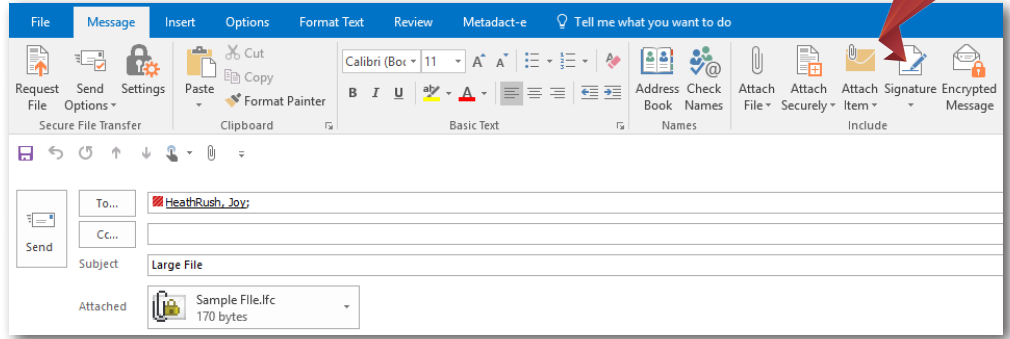 File Message Insert Options Format Text Review Metadact-e Tell me what you want to do
Request File
Send Options
Settings
Secure File Transfer
Paste
Cut
Copy
Format Painter
Clipboard
Calibri (Boc 11 A A
B I U aby A
Basic Text
Address Book
Check Names
Names
Attach File
Attach Securely
Attach Item
Signature
Encrypted Message
Include
Send
To... HeathRush, Joy;
Cc...
Subject Large File
Attached Sample FIle.lfc
170 bytes